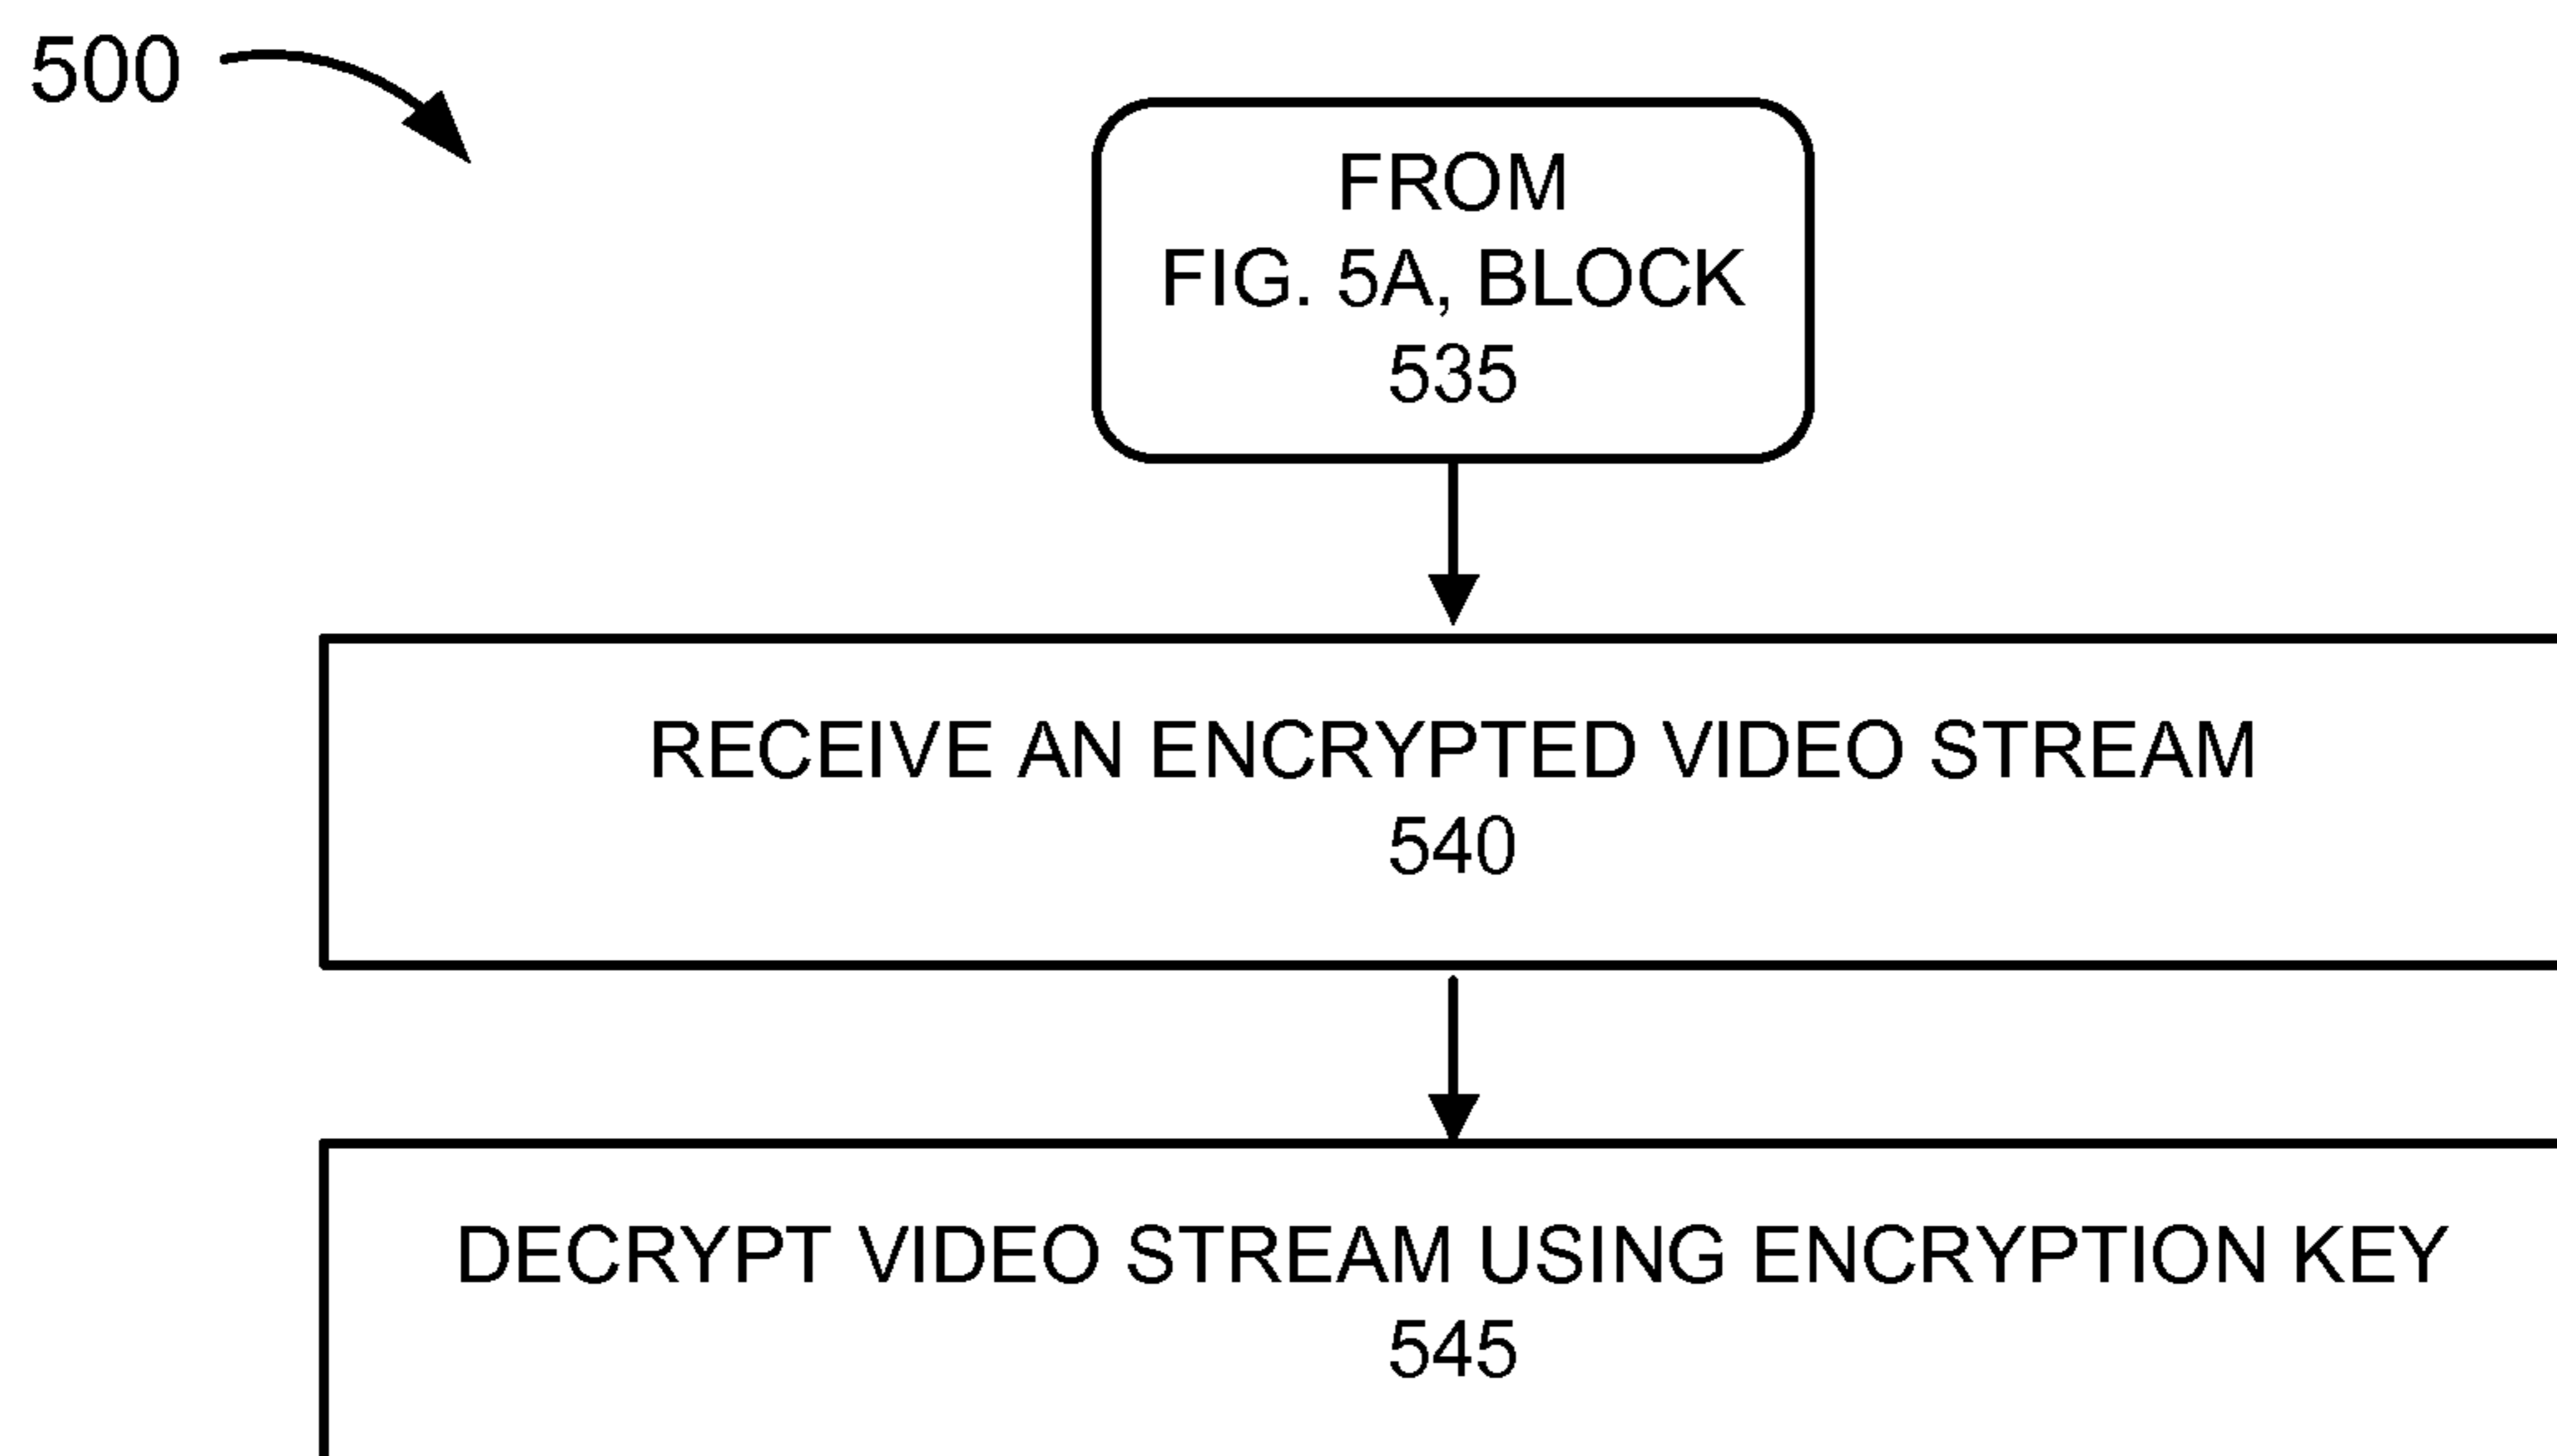 500
FROM
FIG. 5A, BLOCK
535
RECEIVE AN ENCRYPTED VIDEO STREAM
540
DECRYPT VIDEO STREAM USING ENCRYPTION KEY
545